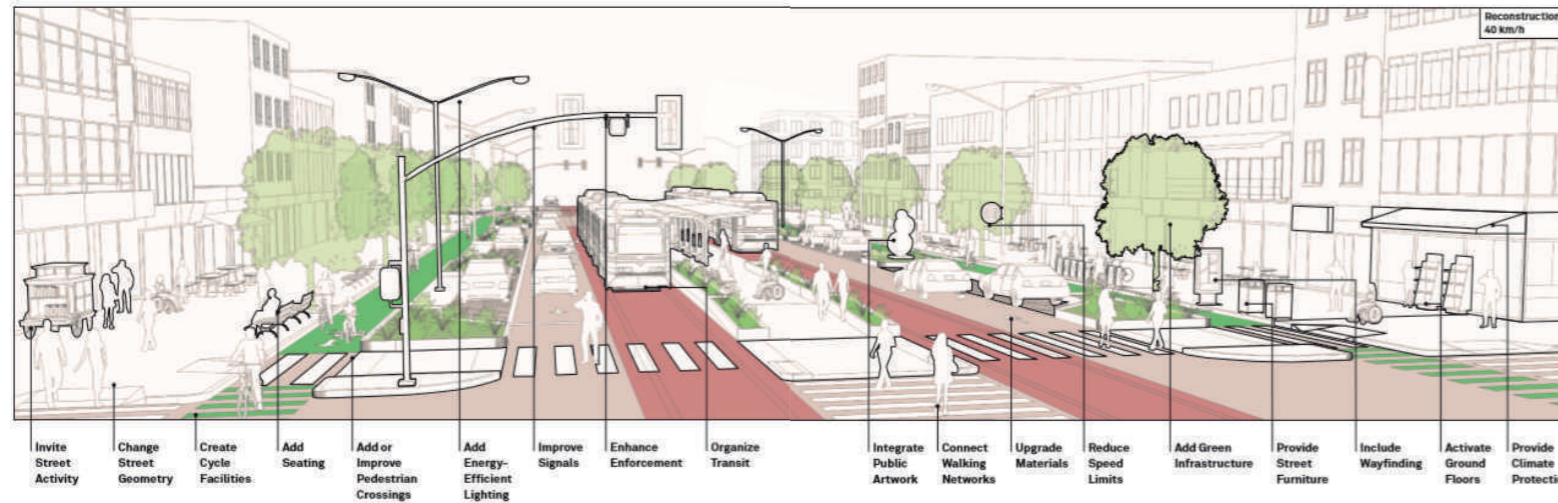 Reconstruction
40 km/h
Invite
Street
Activity
Change
Street
Geometry
Create
Cycle
Facilities
Add
Seating
Add or
Improve
Pedestrian
Crossings
Add
Energy-
Efficient
Lighting
Improve
Signals
Enhance
Enforcement
Organize
Transit
Integrate
Public
Artwork
Connect
Walking
Networks
Upgrade
Materials
Reduce
Speed
Limits
Add Green
Infrastructure
Provide
Street
Furniture
Include
Wayfinding
Activate
Ground
Floors
Provide
Climate
Protecti